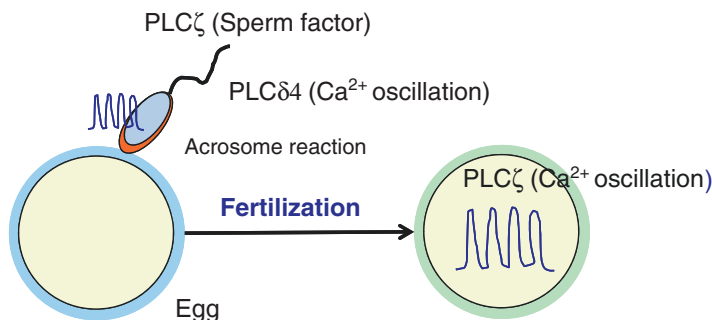 PLCζ (Sperm factor)
PLCδ4 (Ca²⁺ oscillation)
Acrosome reaction
PLCζ (Ca²⁺ oscillation)
Fertilization
Egg